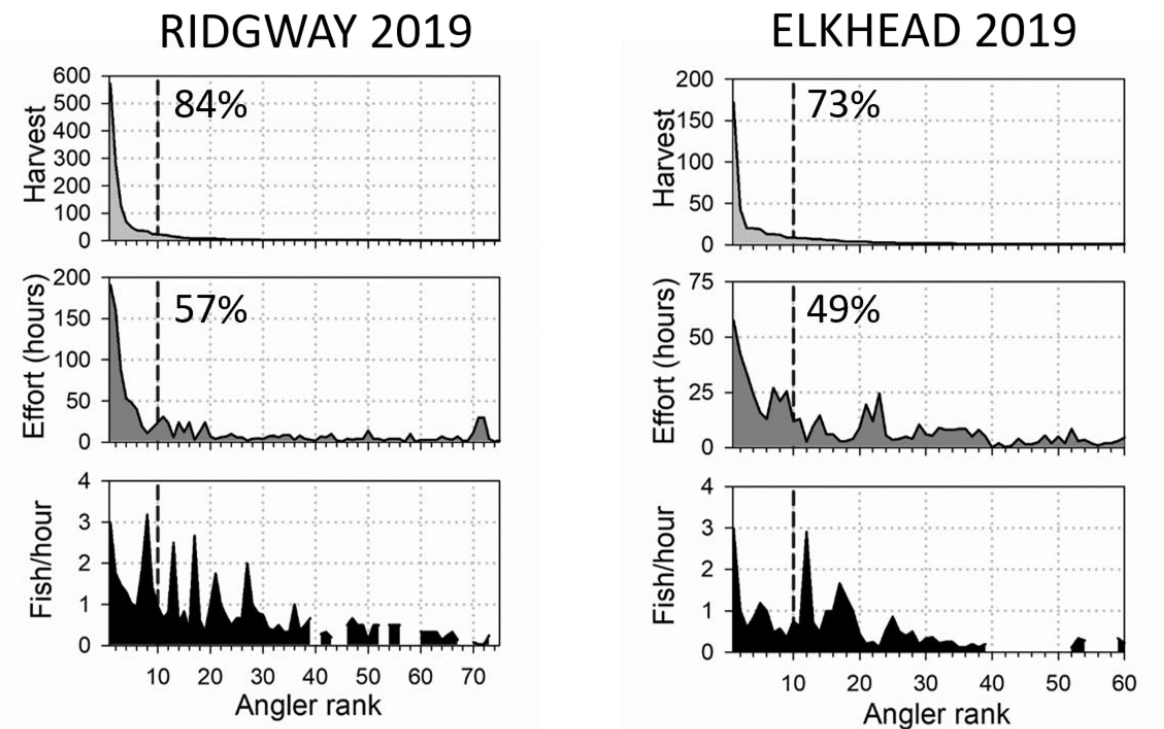 RIDGWAY 2019
600
500
400
300
200
100
0
Harvest
84%
200
150
100
50
0
Effort (hours)
57%
4
3
2
1
0
Fish/hour
10 20 30 40 50 60 70
Angler rank
ELKHEAD 2019
200
150
100
50
0
Harvest
73%
75
50
25
0
Effort (hours)
49%
4
3
2
1
0
Fish/hour
10 20 30 40 50 60
Angler rank